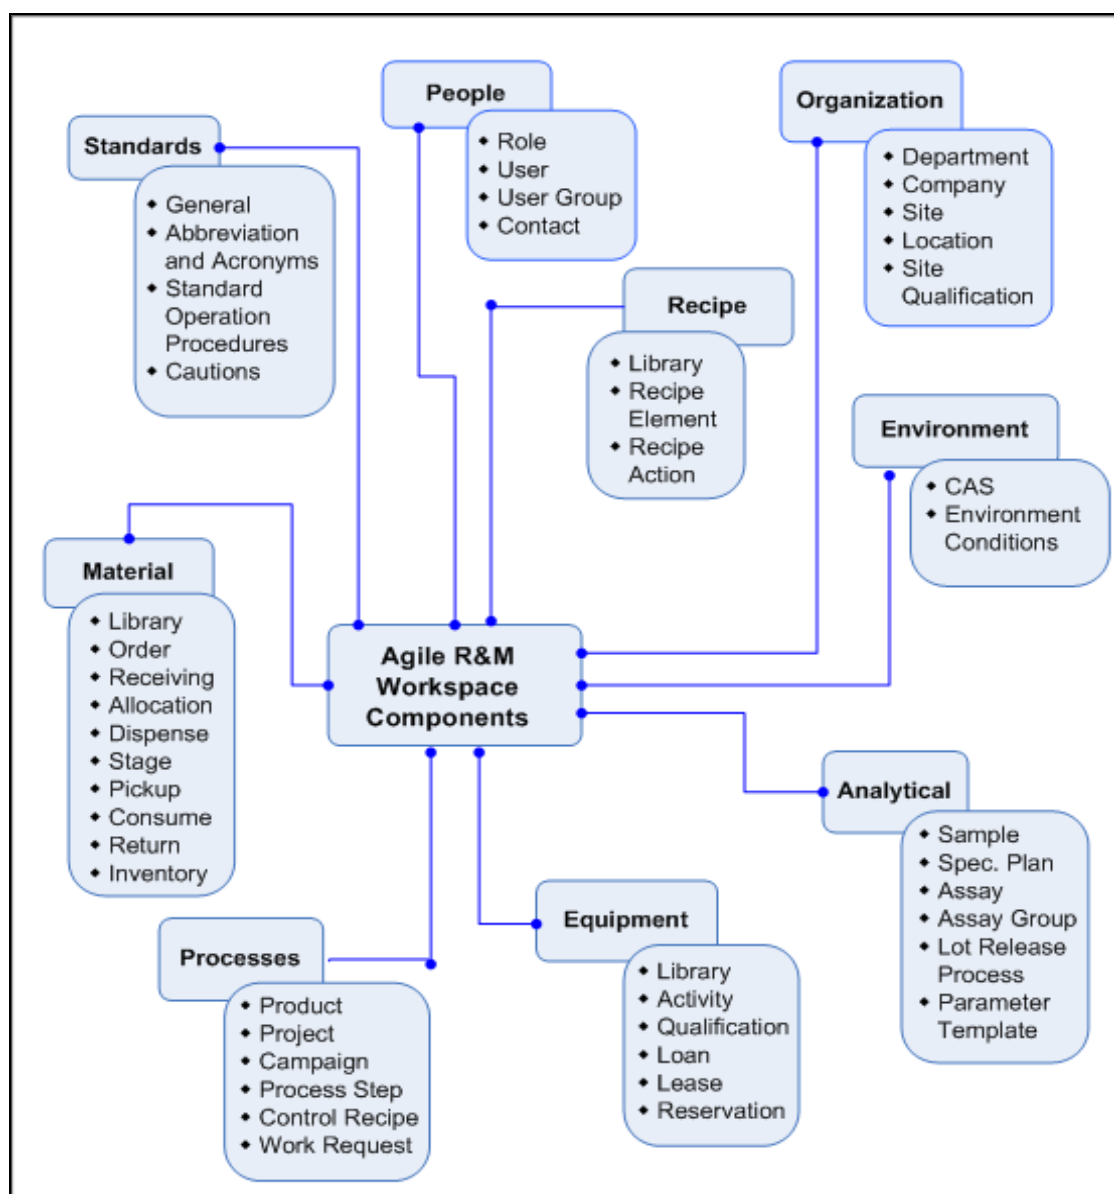 People
◆ Role
◆ User
◆ User Group
◆ Contact
Organization
◆ Department
◆ Company
◆ Site
◆ Location
◆ Site
Qualification
Standards
◆ General
◆ Abbreviation
and Acronyms
◆ Standard
Operation
Procedures
◆ Cautions
Recipe
◆ Library
◆ Recipe
Element
◆ Recipe
Action
Environment
◆ CAS
◆ Environment
Conditions
Material
◆ Library
◆ Order
◆ Receiving
◆ Allocation
◆ Dispense
◆ Stage
◆ Pickup
◆ Consume
◆ Return
◆ Inventory
Agile R&M
Workspace
Components
Analytical
◆ Sample
◆ Spec. Plan
◆ Assay
◆ Assay Group
◆ Lot Release
Process
◆ Parameter
Template
Processes
◆ Product
◆ Project
◆ Campaign
◆ Process Step
◆ Control Recipe
◆ Work Request
Equipment
◆ Library
◆ Activity
◆ Qualification
◆ Loan
◆ Lease
◆ Reservation